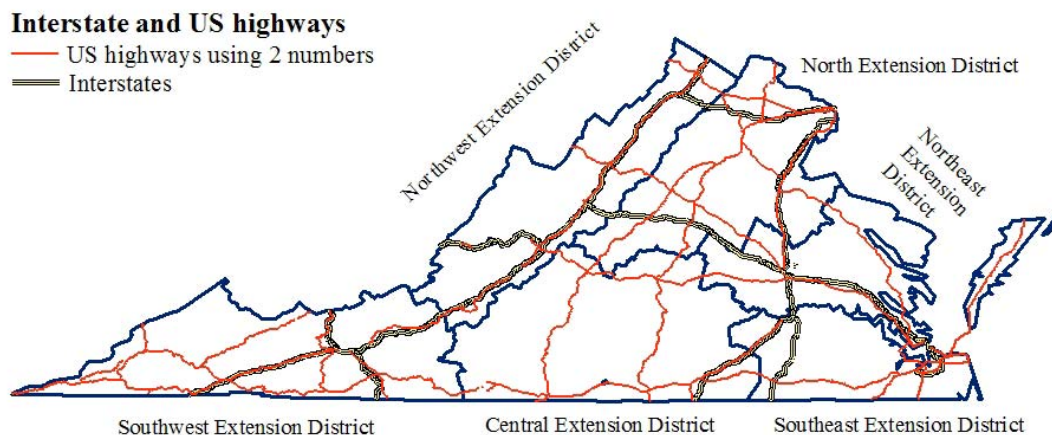 Interstate and US highways
US highways using 2 numbers
Interstates
Northwest Extension District
North Extension District
Northeast
Extension
District
Southwest Extension District
Central Extension District
Southeast Extension District